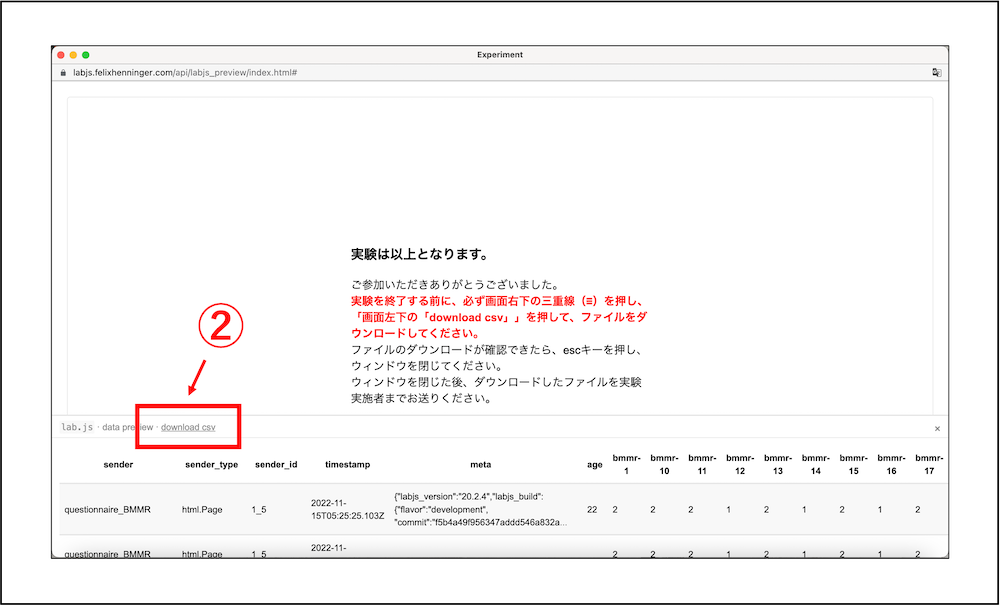 Experiment
labjs.felixhenninger.com/api/labjs_preview/index.html#
実験は以上となります。
ご参加いただきありがとうございました。
実験を終了する前に、必ず画面右下の三重線（≡）を押し、
「画面左下の「download csv」」を押して、ファイルをダ
ウンロードしてください。
ファイルのダウンロードが確認できたら、escキーを押し、
ウィンドウを閉じてください。
ウィンドウを閉じた後、ダウンロードしたファイルを実験
実施者までお送りください。
②
lab.js · data preview · download csv ×
sender sender_type sender_id timestamp meta age bmmr-1 bmmr-10 bmmr-11 bmmr-12 bmmr-13 bmmr-14 bmmr-15 bmmr-16 bmmr-17
questionnaire_BMMR html.Page 1_5 2022-11-15T05:25:25.103Z {"labjs_version":"20.2.4","labjs_build":{"flavor":"development","commit":"f5b4a49f956347addd546a832a... 22 2 2 2 1 2 1 2 1 2
questionnaire_BMMR html.Page 1_5 2022-11- 2 2 2 1 2 1 2 1 2